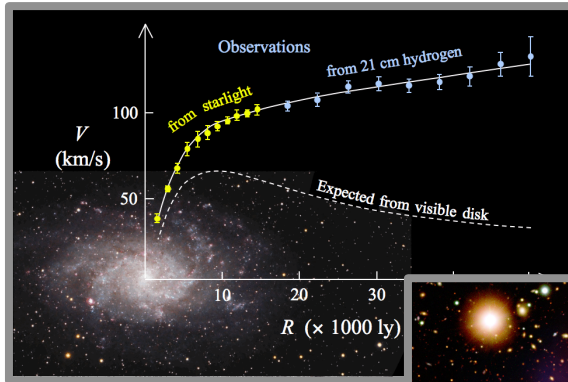 Observations
from starlight
from 21 cm hydrogen
100
V
(km/s)
50
Expected from visible disk
10
20
30
R (× 1000 ly)